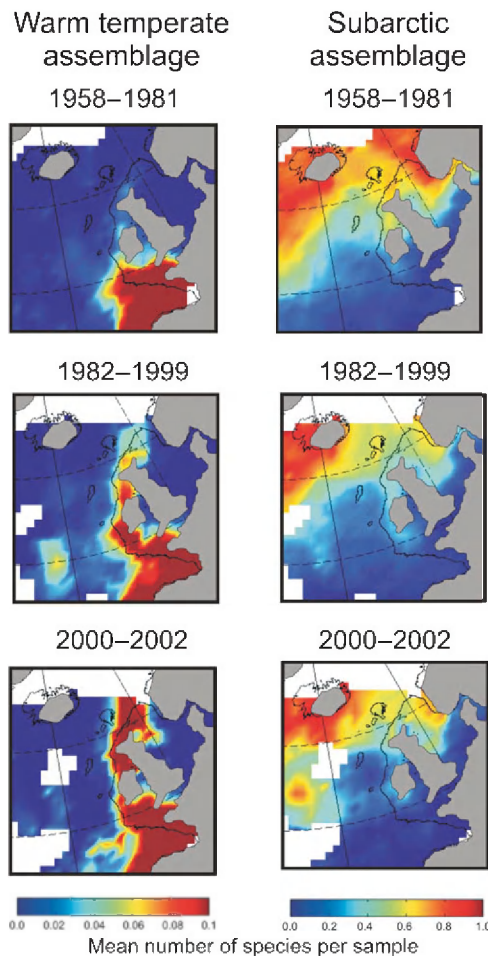 Warm temperate
assemblage
Subarctic
assemblage
1958–1981
1958–1981
1982–1999
1982–1999
2000–2002
2000–2002
0.0 0.02 0.04 0.06 0.08 0.1
0.0 0.2 0.4 0.6 0.8 1.0
Mean number of species per sample